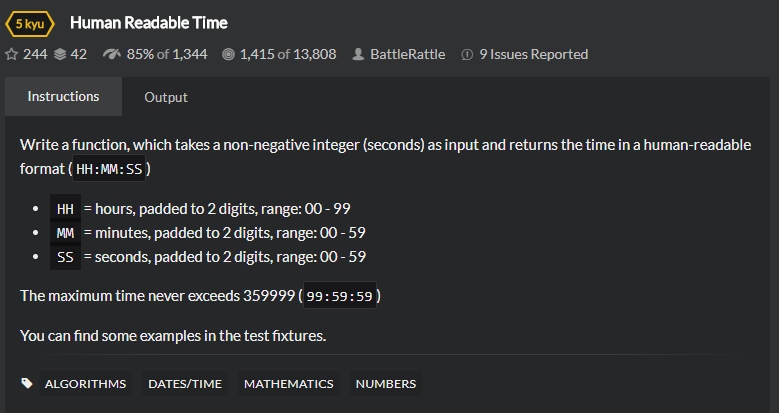 5 kyu Human Readable Time
244 42 85% of 1,344 1,415 of 13,808 BattleRattle 9 Issues Reported
Instructions Output
Write a function, which takes a non-negative integer (seconds) as input and returns the time in a human-readable
format ( HH:MM:SS )
• HH = hours, padded to 2 digits, range: 00 - 99
• MM = minutes, padded to 2 digits, range: 00 - 59
• SS = seconds, padded to 2 digits, range: 00 - 59
The maximum time never exceeds 359999 ( 99:59:59 )
You can find some examples in the test fixtures.
ALGORITHMS DATES/TIME MATHEMATICS NUMBERS